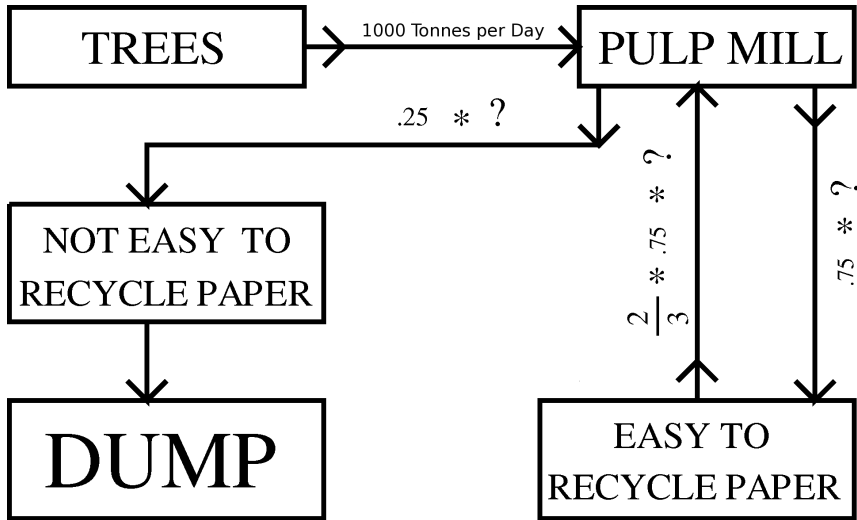 TREES
1000 Tonnes per Day
PULP MILL
.25 * ?
NOT EASY TO
RECYCLE PAPER
2/3 * .75 * ?
.75 * ?
DUMP
EASY TO
RECYCLE PAPER